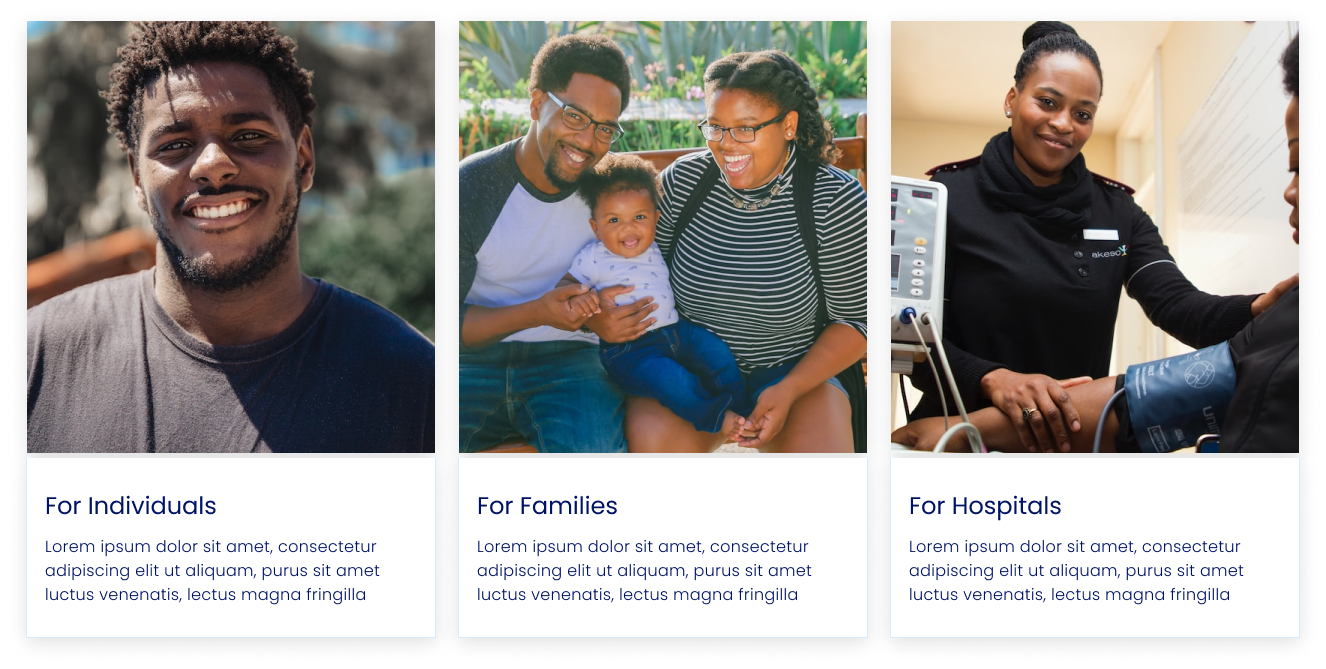 akeso
For Individuals
Lorem ipsum dolor sit amet, consectetur
adipiscing elit ut aliquam, purus sit amet
luctus venenatis, lectus magna fringilla
For Families
Lorem ipsum dolor sit amet, consectetur
adipiscing elit ut aliquam, purus sit amet
luctus venenatis, lectus magna fringilla
For Hospitals
Lorem ipsum dolor sit amet, consectetur
adipiscing elit ut aliquam, purus sit amet
luctus venenatis, lectus magna fringilla